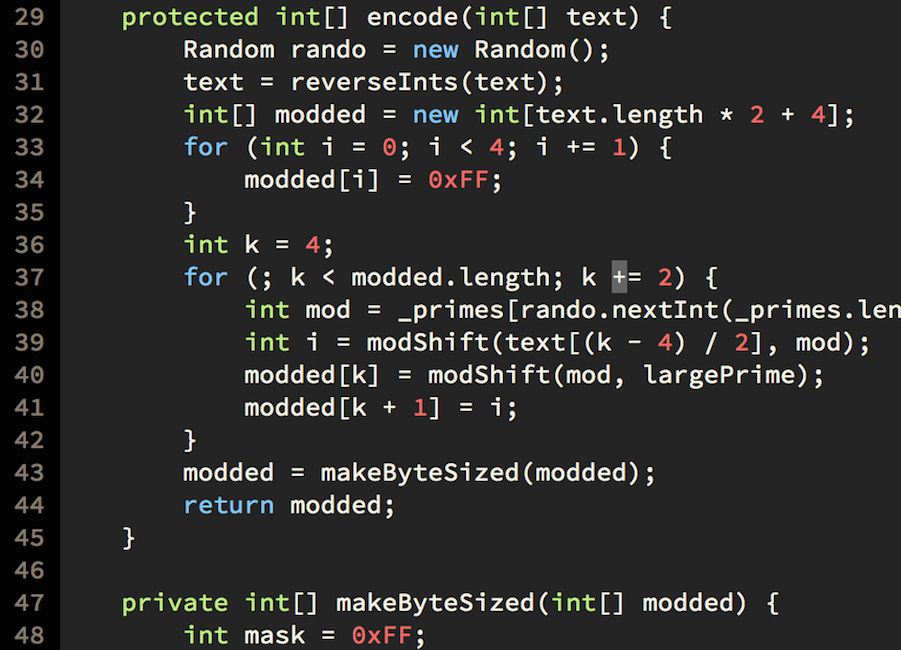 29 protected int[] encode(int[] text) {
30 Random rando = new Random();
31 text = reverseInts(text);
32 int[] modded = new int[text.length * 2 + 4];
33 for (int i = 0; i < 4; i += 1) {
34 modded[i] = 0xFF;
35 }
36 int k = 4;
37 for (; k < modded.length; k += 2) {
38 int mod = _primes[rando.nextInt(_primes.len
39 int i = modShift(text[(k - 4) / 2], mod);
40 modded[k] = modShift(mod, largePrime);
41 modded[k + 1] = i;
42 }
43 modded = makeByteSized(modded);
44 return modded;
45 }
46
47 private int[] makeByteSized(int[] modded) {
48 int mask = 0xFF;